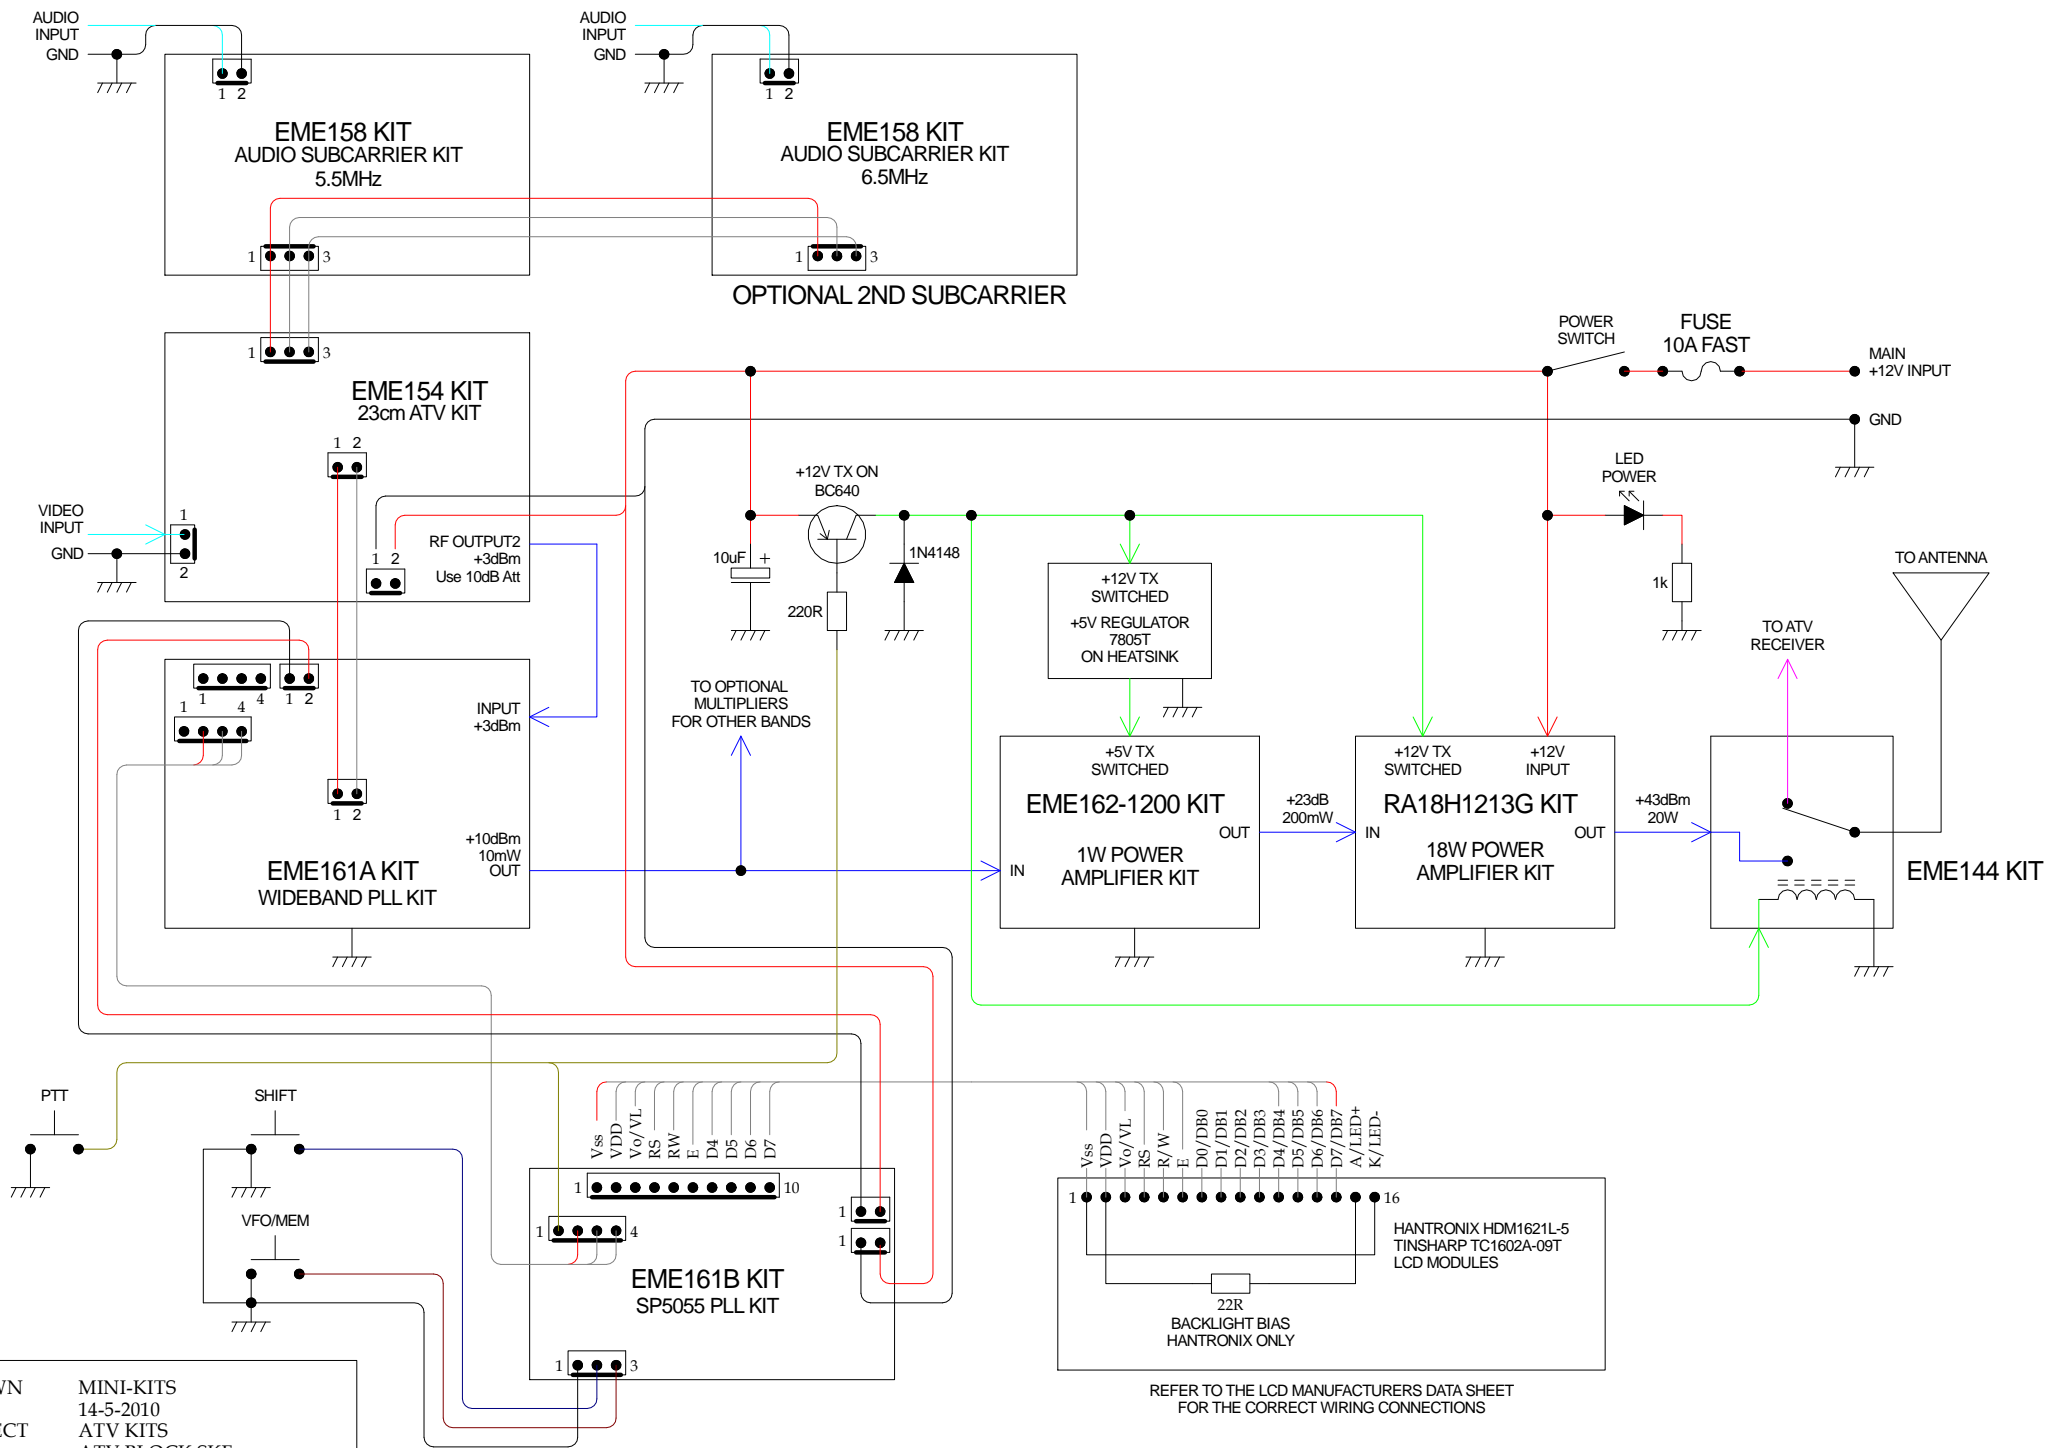 AUDIO
INPUT
GND
1 2
EME158 KIT
AUDIO SUBCARRIER KIT
5.5MHz
1 3
AUDIO
INPUT
GND
1 2
EME158 KIT
AUDIO SUBCARRIER KIT
6.5MHz
1 3
OPTIONAL 2ND SUBCARRIER
1 3
EME154 KIT
23cm ATV KIT
1 2
VIDEO
INPUT
GND
1
2
1 2
RF OUTPUT2
+3dBm
Use 10dB Att
POWER
SWITCH
FUSE
10A FAST
MAIN
+12V INPUT
GND
LED
POWER
1k
+12V TX ON
BC640
10uF +
1N4148
220R
+12V TX
SWITCHED
+5V REGULATOR
7805T
ON HEATSINK
TO ANTENNA
TO ATV
RECEIVER
1 4 1 2
1 4
INPUT
+3dBm
TO OPTIONAL
MULTIPLIERS
FOR OTHER BANDS
1 2
+10dBm
10mW
OUT
EME161A KIT
WIDEBAND PLL KIT
+5V TX
SWITCHED
EME162-1200 KIT
OUT
IN
1W POWER
AMPLIFIER KIT
+23dB
200mW
+12V TX
SWITCHED
+12V
INPUT
RA18H1213G KIT
IN
OUT
18W POWER
AMPLIFIER KIT
+43dBm
20W
EME144 KIT
PTT
SHIFT
VFO/MEM
Vss
VDD
Vo/VL
RS
RW
E
D4
D5
D6
D7
1 10
1 4
1
1
EME161B KIT
SP5055 PLL KIT
1 3
Vss
VDD
Vo/VL
RS
R/W
E
D0/DB0
D1/DB1
D2/DB2
D3/DB3
D4/DB4
D5/DB5
D6/DB6
D7/DB7
A/LED+
K/LED-
1 16
HANTRONIX HDM1621L-5
TINSHARP TC1602A-09T
LCD MODULES
22R
BACKLIGHT BIAS
HANTRONIX ONLY
REFER TO THE LCD MANUFACTURERS DATA SHEET
FOR THE CORRECT WIRING CONNECTIONS
WN MINI-KITS
14-5-2010
ECT ATV KITS